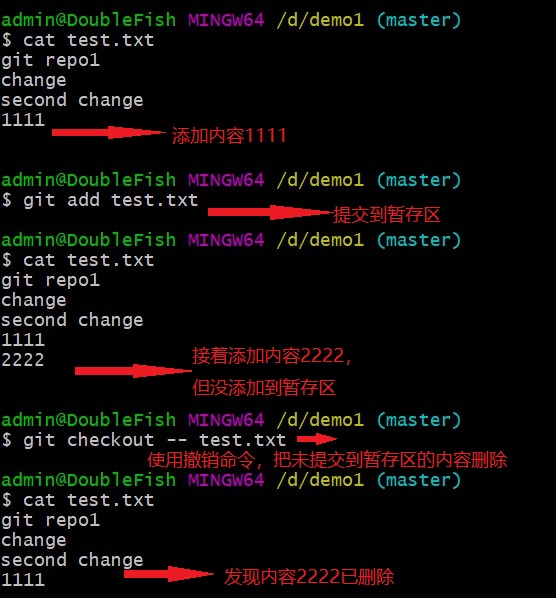 admin@DoubleFish MINGW64 /d/demo1 (master)
$ cat test.txt
git repo1
change
second change
1111
添加内容1111
admin@DoubleFish MINGW64 /d/demo1 (master)
$ git add test.txt
提交到暂存区
admin@DoubleFish MINGW64 /d/demo1 (master)
$ cat test.txt
git repo1
change
second change
1111
2222
接着添加内容2222，
但没添加到暂存区
admin@DoubleFish MINGW64 /d/demo1 (master)
$ git checkout -- test.txt
使用撤销命令，把未提交到暂存区的内容删除
admin@DoubleFish MINGW64 /d/demo1 (master)
$ cat test.txt
git repo1
change
second change
1111
发现内容2222已删除